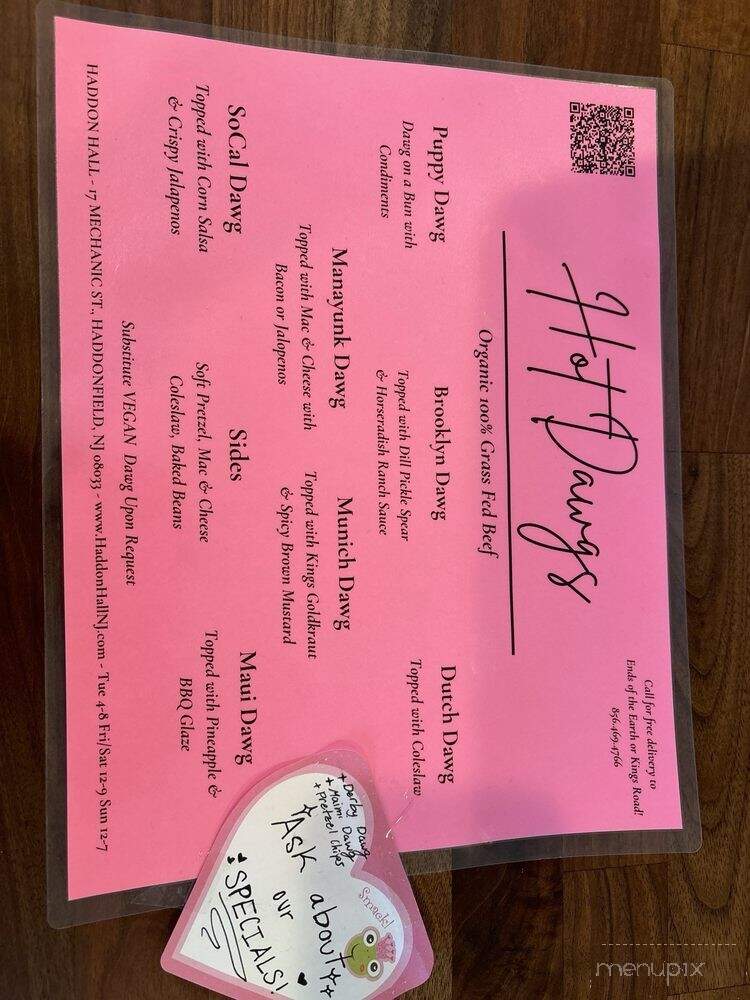 Hot Dawgs
Call for free delivery to
Ends of the Earth or Kings Road!
856.469.4766
Organic 100% Grass Fed Beef
Puppy Dawg
Dawg on a Bun with
Condiments
Brooklyn Dawg
Topped with Dill Pickle Spear
& Horseradish Ranch Sauce
Dutch Dawg
Topped with Coleslaw
Manayunk Dawg
Topped with Mac & Cheese with
Bacon or Jalopenos
Munich Dawg
Topped with Kings Goldkraut
& Spicy Brown Mustard
SoCal Dawg
Topped with Corn Salsa
& Crispy Jalapenos
Sides
Soft Pretzel, Mac & Cheese
Coleslaw, Baked Beans
Maui Dawg
Topped with Pineapple &
BBQ Glaze
Substitute VEGAN Dawg Upon Request
HADDON HALL - 17 MECHANIC ST., HADDONFIELD, NJ 08033 - www.HaddonHallNJ.com - Tue 4-8 Fri/Sat 12-9 Sun 12-7
+ Derby Dawg
+ Maimi Dawg
+ Pretzel Chips
Smack!
Ask about
our
SPECIALS!
menupix